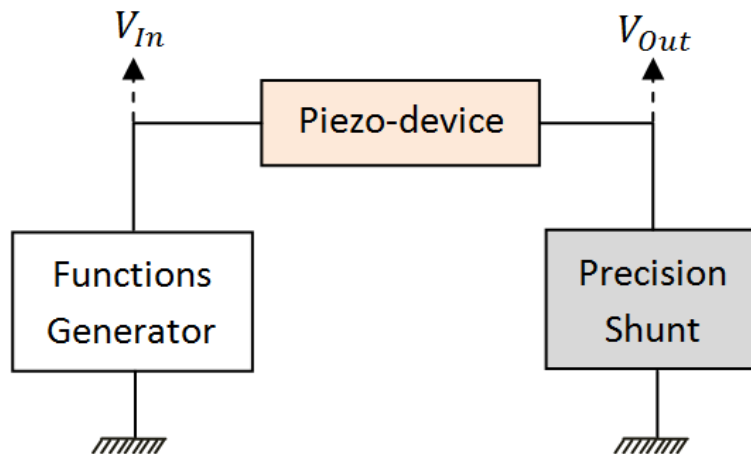 V_In
V_Out
Piezo-device
Functions
Generator
Precision
Shunt